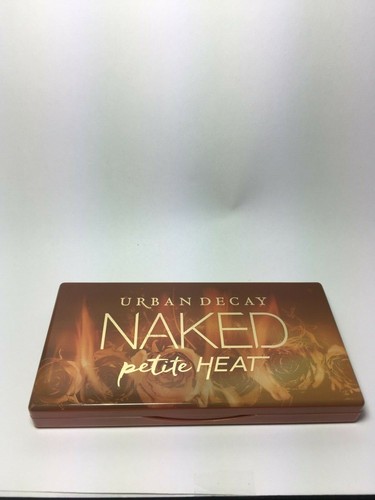 URBAN DECAY
NAKED
petite HEAT